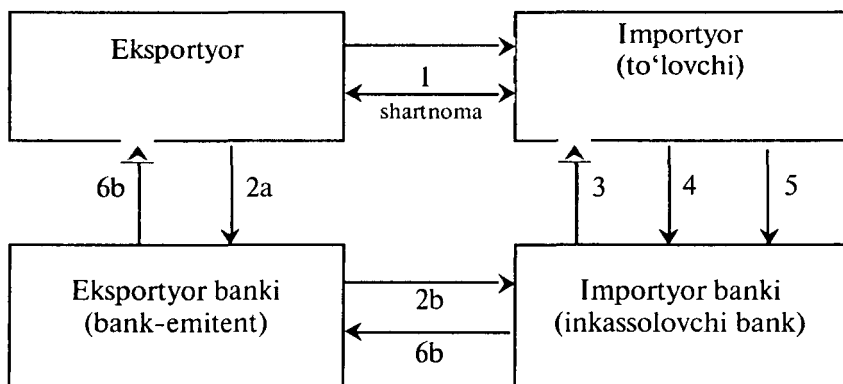 Eksportyor
Importyor
(to‘lovchi)
1
shartnoma
6b
2a
3
4
5
Eksportyor banki
(bank-emitent)
2b
6b
Importyor banki
(inkassolovchi bank)